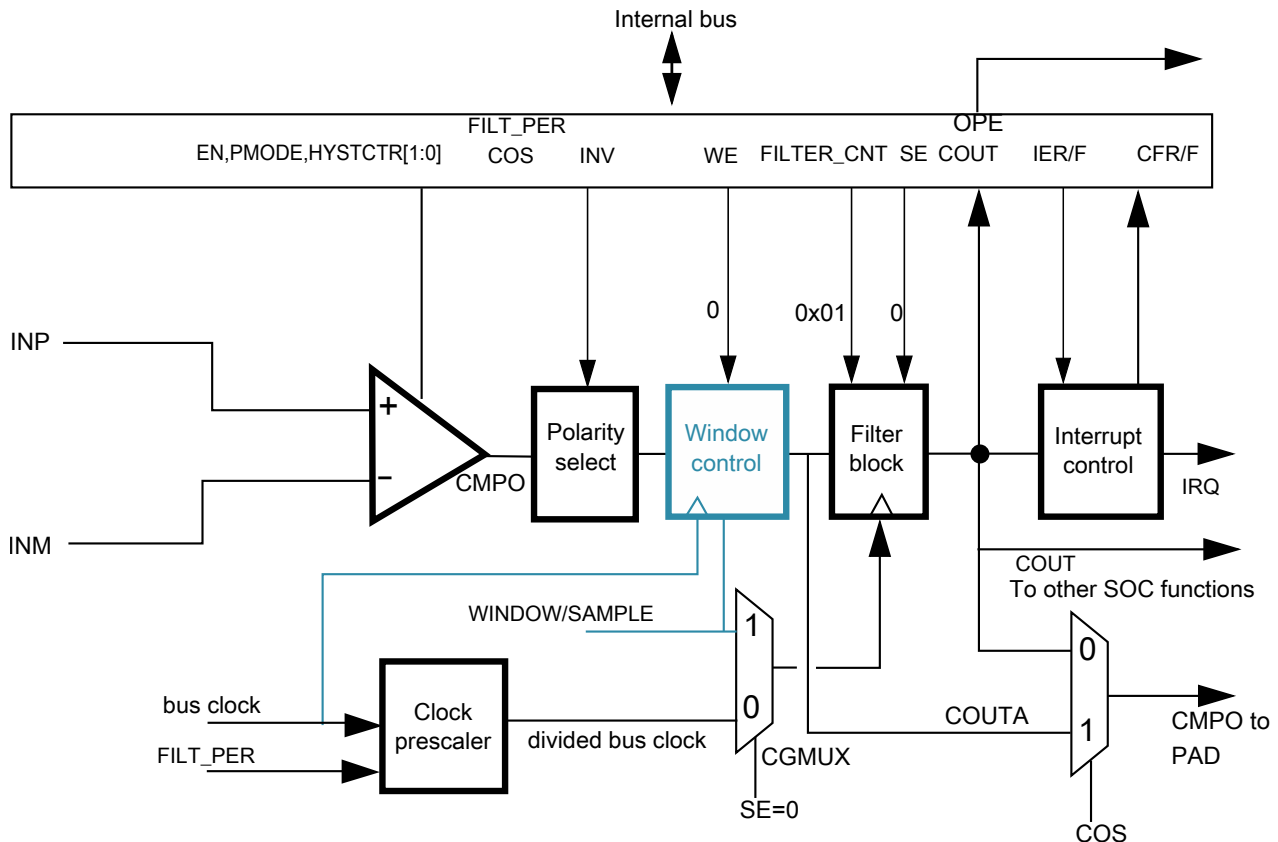 Internal bus
FILT_PER
OPE
EN,PMODE,HYSTCTR[1:0]
COS
INV
WE
FILTER_CNT
SE
COUT
IER/F
CFR/F
0
0x01
0
INP
+
Polarity
select
Window
control
Filter
block
Interrupt
control
CMPO
−
IRQ
INM
COUT
To other SOC functions
WINDOW/SAMPLE
1
0
bus clock
Clock
prescaler
divided bus clock
0
COUTA
1
CMPO to
PAD
FILT_PER
CGMUX
SE=0
COS